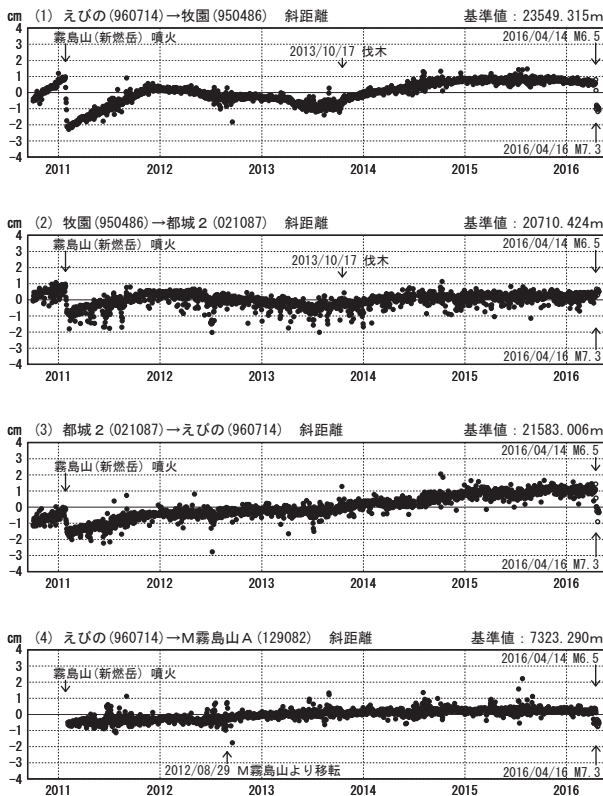 cm (1) えびの(960714)→牧園(950486) 斜距離 基準値：23549.315m
霧島山(新燃岳) 噴火
2013/10/17 伐木
2016/04/14 M6.5
2016/04/16 M7.3
4
3
2
1
0
-1
-2
-3
-4
2011 2012 2013 2014 2015 2016
cm (2) 牧園(950486)→都城２(021087) 斜距離 基準値：20710.424m
霧島山(新燃岳) 噴火
2013/10/17 伐木
2016/04/14 M6.5
2016/04/16 M7.3
4
3
2
1
0
-1
-2
-3
-4
2011 2012 2013 2014 2015 2016
cm (3) 都城２(021087)→えびの(960714) 斜距離 基準値：21583.006m
霧島山(新燃岳) 噴火
2016/04/14 M6.5
2016/04/16 M7.3
4
3
2
1
0
-1
-2
-3
-4
2011 2012 2013 2014 2015 2016
cm (4) えびの(960714)→Ｍ霧島山Ａ(129082) 斜距離 基準値：7323.290m
霧島山(新燃岳) 噴火
2016/04/14 M6.5
2012/08/29 Ｍ霧島山より移転
2016/04/16 M7.3
4
3
2
1
0
-1
-2
-3
-4
2011 2012 2013 2014 2015 2016